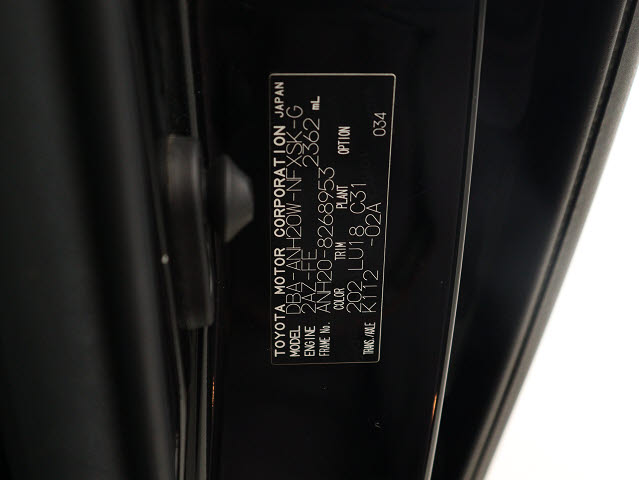 TOYOTA MOTOR CORPORATION JAPAN
MODEL DBA-ANH20W-NFXSK-G
ENGINE 2AZ-FE 2362 mL
FRAME No. ANH20-8268953
COLOR TRIM PLANT OPTION
202 LU18 C31
TRANS./AXLE K112 -02A 034